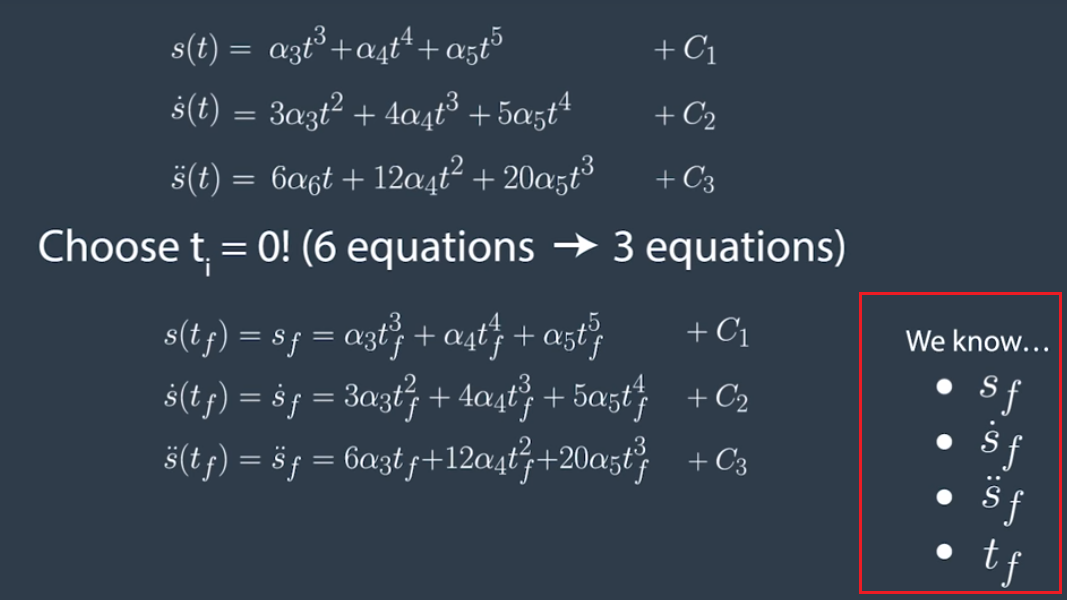 s(t) = α₃t³+α₄t⁴+α₅t⁵ + C₁
ṡ(t) = 3α₃t² + 4α₄t³ + 5α₅t⁴ + C₂
s̈(t) = 6α₆t + 12α₄t² + 20α₅t³ + C₃
Choose tᵢ = 0! (6 equations → 3 equations)
s(t_f) = s_f = α₃t_f³ + α₄t_f⁴ + α₅t_f⁵ + C₁
ṡ(t_f) = ṡ_f = 3α₃t_f² + 4α₄t_f³ + 5α₅t_f⁴ + C₂
s̈(t_f) = s̈_f = 6α₃t_f+12α₄t_f²+20α₅t_f³ + C₃
We know...
• s_f
• ṡ_f
• s̈_f
• t_f